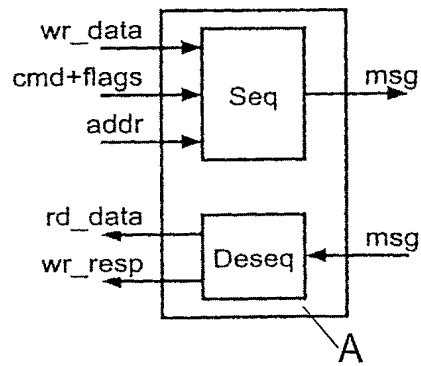 wr_data
cmd+flags
addr
Seq
msg
rd_data
wr_resp
Deseq
msg
A